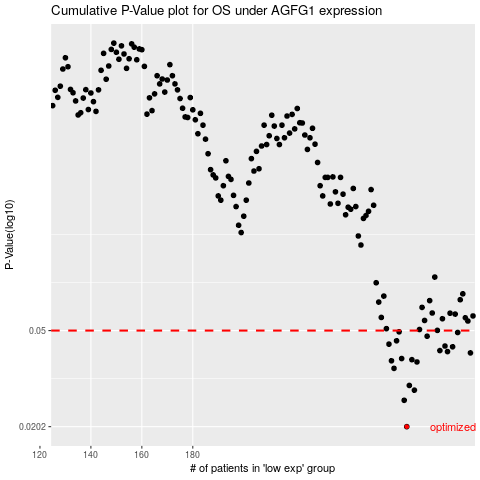 Cumulative P-Value plot for OS under AGFG1 expression
P-Value(log10)
0.05
0.0202
optimized
120 140 160 180
# of patients in 'low exp' group